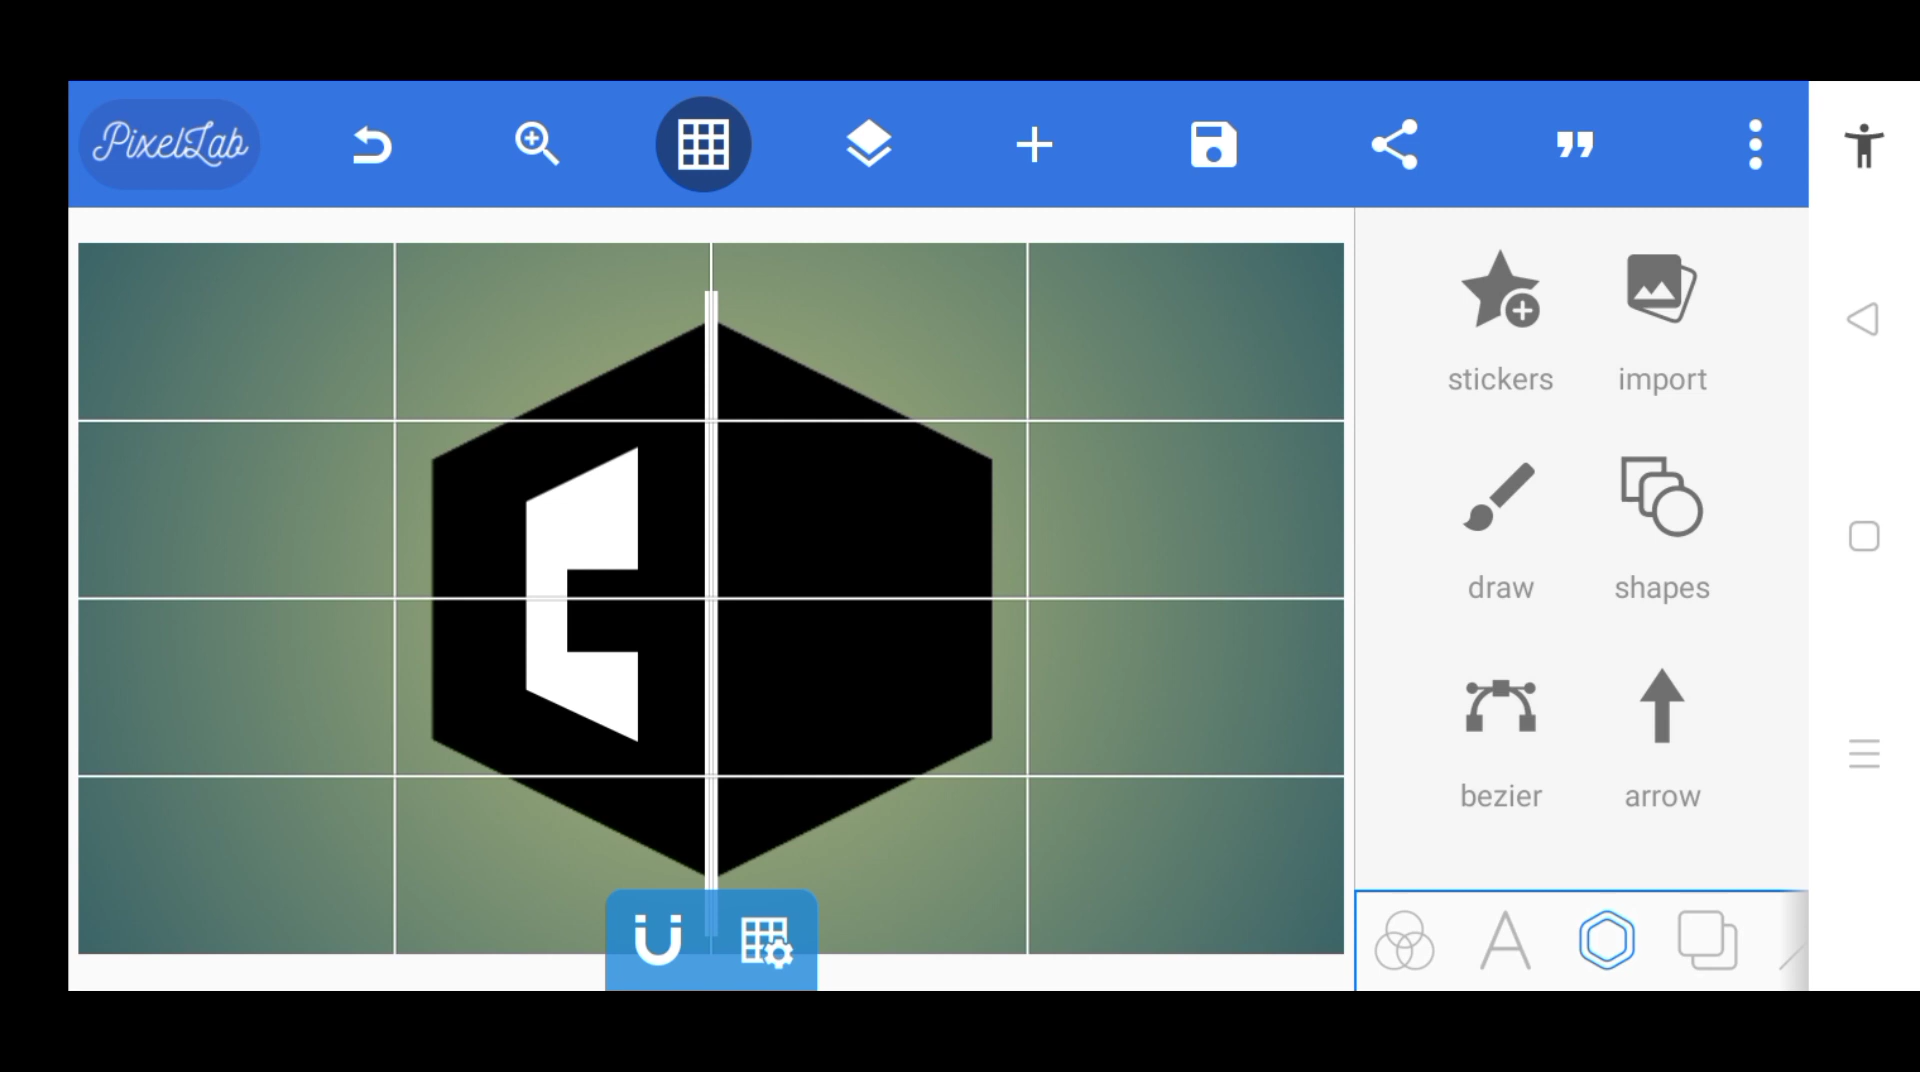 PixelLab
stickers
import
draw
shapes
bezier
arrow